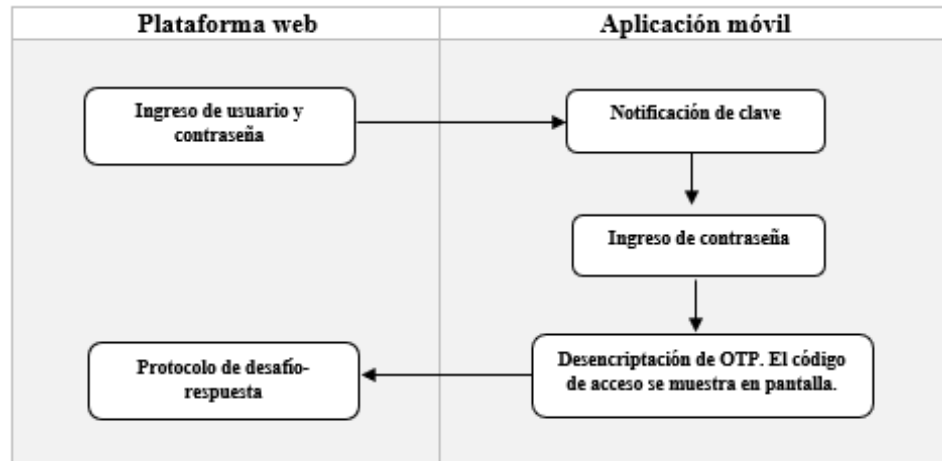 Plataforma web
Aplicación móvil
Ingreso de usuario y
contraseña
Notificación de clave
Ingreso de contraseña
Desencriptación de OTP. El código
de acceso se muestra en pantalla.
Protocolo de desafío-
respuesta